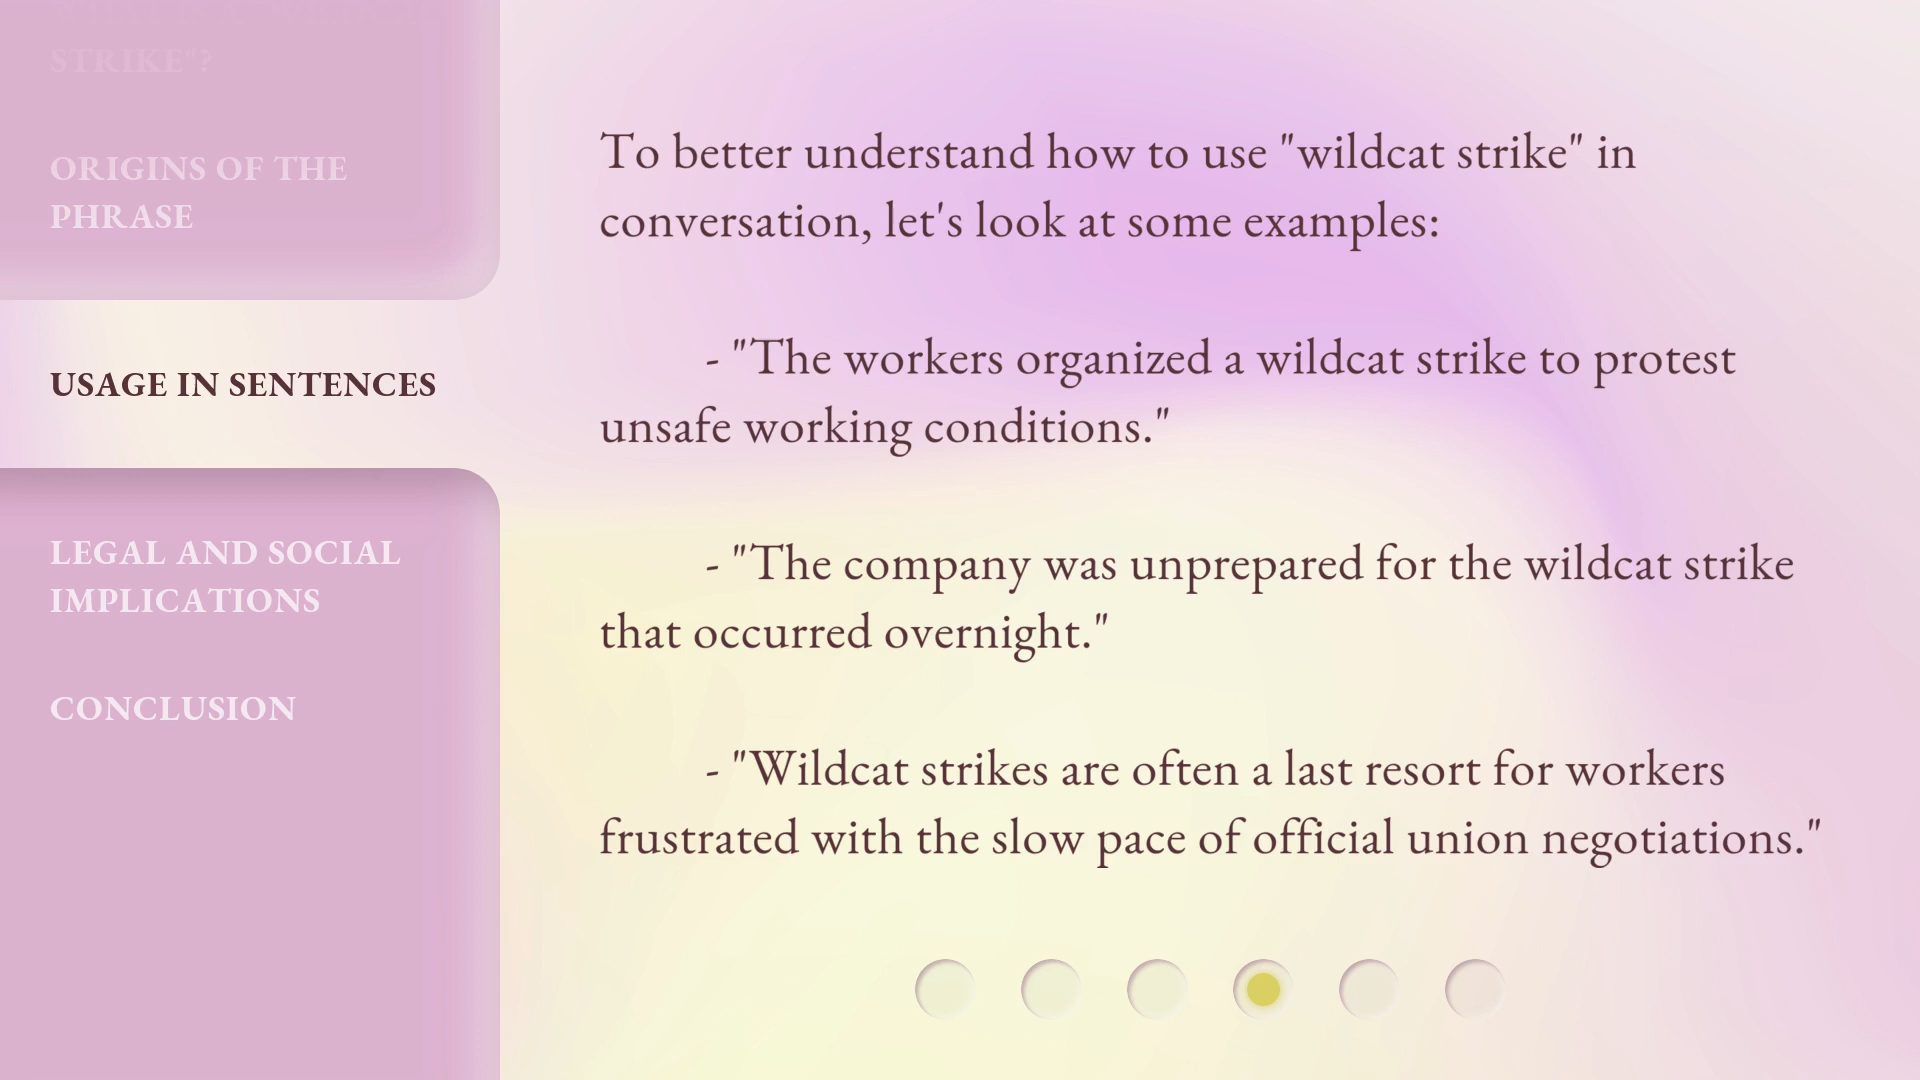 STRIKE"?
ORIGINS OF THE
PHRASE
USAGE IN SENTENCES
LEGAL AND SOCIAL
IMPLICATIONS
CONCLUSION
To better understand how to use "wildcat strike" in
conversation, let's look at some examples:
- "The workers organized a wildcat strike to protest
unsafe working conditions."
- "The company was unprepared for the wildcat strike
that occurred overnight."
- "Wildcat strikes are often a last resort for workers
frustrated with the slow pace of official union negotiations."